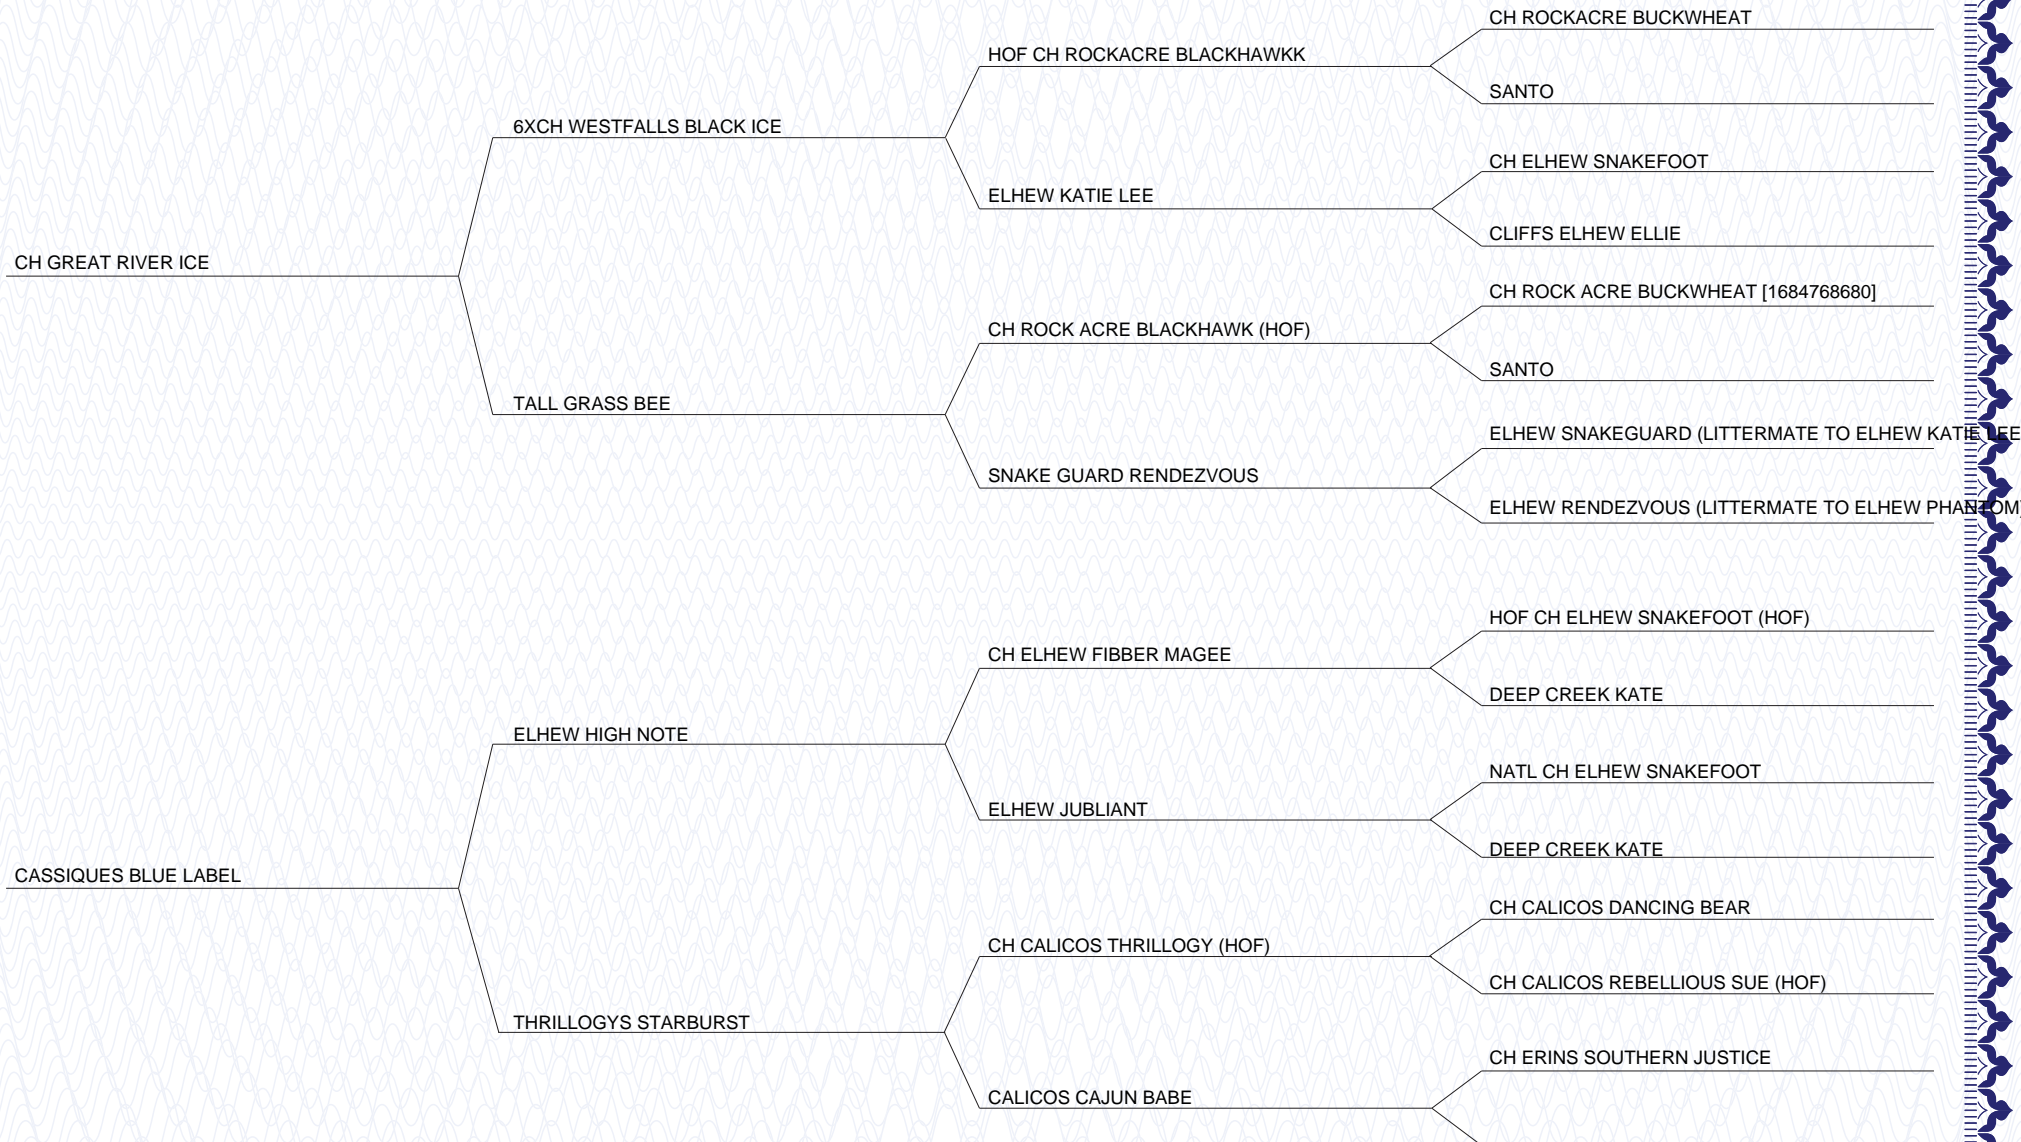 CH ROCKACRE BUCKWHEAT
HOF CH ROCKACRE BLACKHAWKK
SANTO
6XCH WESTFALLS BLACK ICE
CH ELHEW SNAKEFOOT
ELHEW KATIE LEE
CLIFFS ELHEW ELLIE
CH GREAT RIVER ICE
CH ROCK ACRE BUCKWHEAT [1684768680]
CH ROCK ACRE BLACKHAWK (HOF)
SANTO
TALL GRASS BEE
ELHEW SNAKEGUARD (LITTERMATE TO ELHEW KATIE LEE
SNAKE GUARD RENDEZVOUS
ELHEW RENDEZVOUS (LITTERMATE TO ELHEW PHANTOM)
HOF CH ELHEW SNAKEFOOT (HOF)
CH ELHEW FIBBER MAGEE
DEEP CREEK KATE
ELHEW HIGH NOTE
NATL CH ELHEW SNAKEFOOT
ELHEW JUBLIANT
DEEP CREEK KATE
CASSIQUES BLUE LABEL
CH CALICOS DANCING BEAR
CH CALICOS THRILLOGY (HOF)
CH CALICOS REBELLIOUS SUE (HOF)
THRILLOGYS STARBURST
CH ERINS SOUTHERN JUSTICE
CALICOS CAJUN BABE